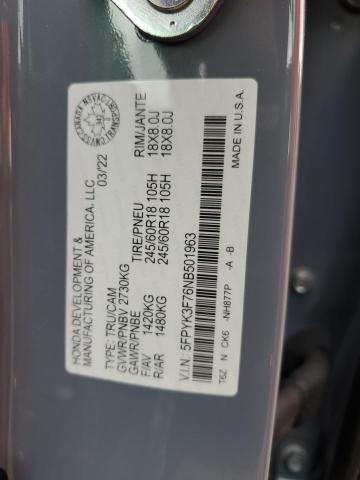 HONDA DEVELOPMENT &
MANUFACTURING OF AMERICA, LLC
03/22
TYPE: TRU/CAM
GVWR/PNBV 2730KG
GAWR/PNBE TIRE/PNEU RIM/JANTE
F/AV 1420KG 245/60R18 105H 18X8.0J
R/AR 1480KG 245/60R18 105H 18X8.0J
V.I.N: 5FPYK3F76NB501963 MADE IN U.S.A.
T6Z N CK6 -NH877P -A -B